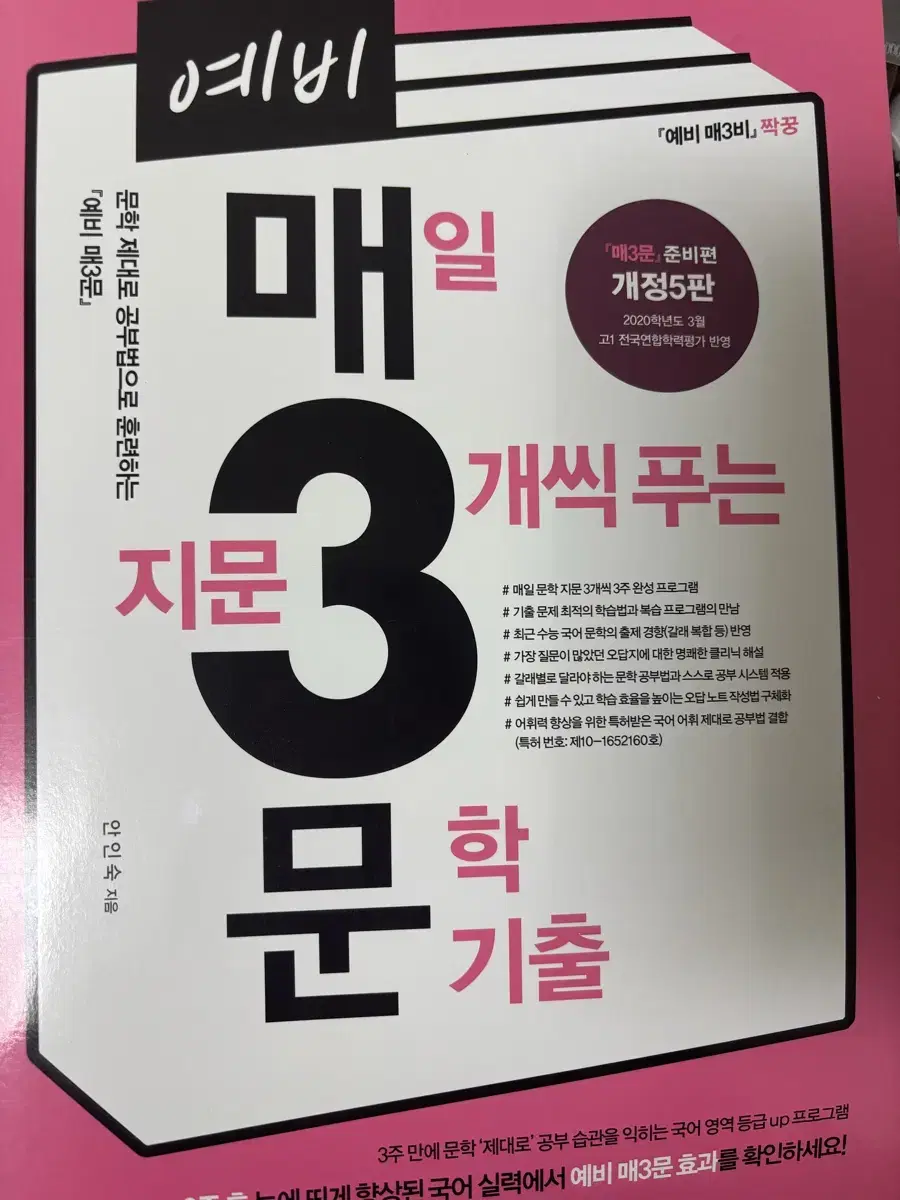 예비
『예비 매3비』 짝꿍
문학 제대로 공부법으로 훈련하는
『예비 매3문』
매일
『매3문』 준비편
개정5판
2020학년도 3월
고1 전국연합학력평가 반영
지문 3개씩 푸는
# 매일 문학 지문 3개씩 3주 완성 프로그램
# 기출 문제 최적의 학습법과 복습 프로그램의 만남
# 최근 수능 국어 문학의 출제 경향(갈래 복합 등) 반영
# 가장 질문이 많았던 오답지에 대한 명쾌한 클리닉 해설
# 갈래별로 달라야 하는 문학 공부법과 스스로 공부 시스템 적용
# 쉽게 만들 수 있고 학습 효율을 높이는 오답 노트 작성법 구체화
# 어휘력 향상을 위한 특허받은 국어 어휘 제대로 공부법 결합
(특허 번호: 제10-1652160호)
문학
기출
안인숙 지음
3주 만에 문학 '제대로' 공부 습관을 익히는 국어 영역 등급 up 프로그램
눈에 띄게 향상된 국어 실력에서 예비 매3문 효과를 확인하세요!